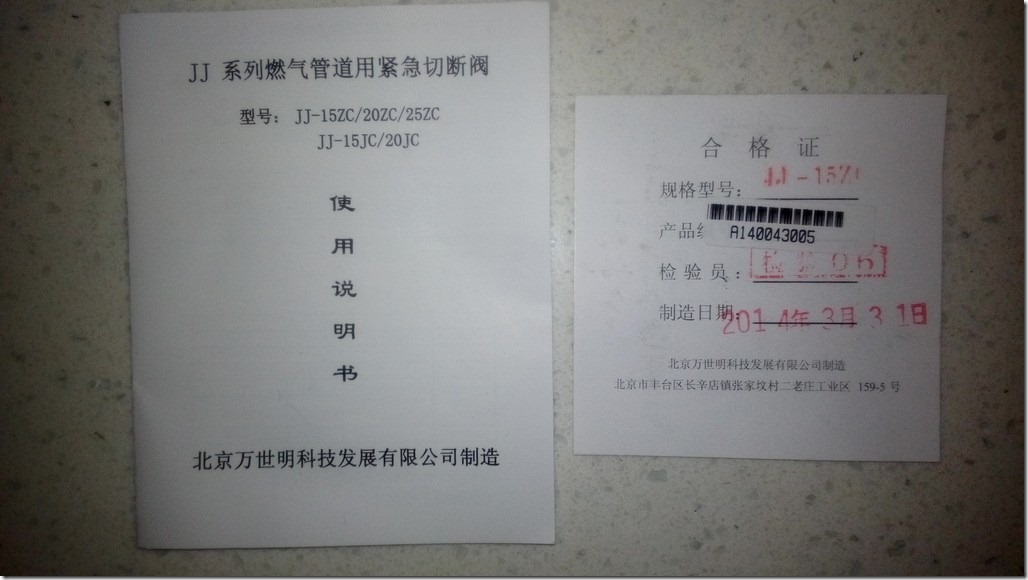 JJ 系列燃气管道用紧急切断阀
型号： JJ-15ZC/20ZC/25ZC
JJ-15JC/20JC
使
用
说
明
书
北京万世明科技发展有限公司制造
合 格 证
规格型号： JJ-15ZC
产品
A140043005
检 验 员 ： 检 06
制造日期： 2014年 3月 31日
北京万世明科技发展有限公司制造
北京市丰台区长辛店镇张家坟村二老庄工业区 159-5 号